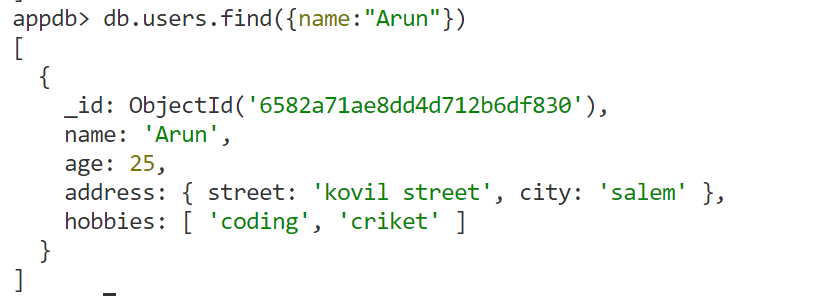 appdb> db.users.find({name:"Arun"})
[
  {
    _id: ObjectId('6582a71ae8dd4d712b6df830'),
    name: 'Arun',
    age: 25,
    address: { street: 'kovil street', city: 'salem' },
    hobbies: [ 'coding', 'criket' ]
  }
]